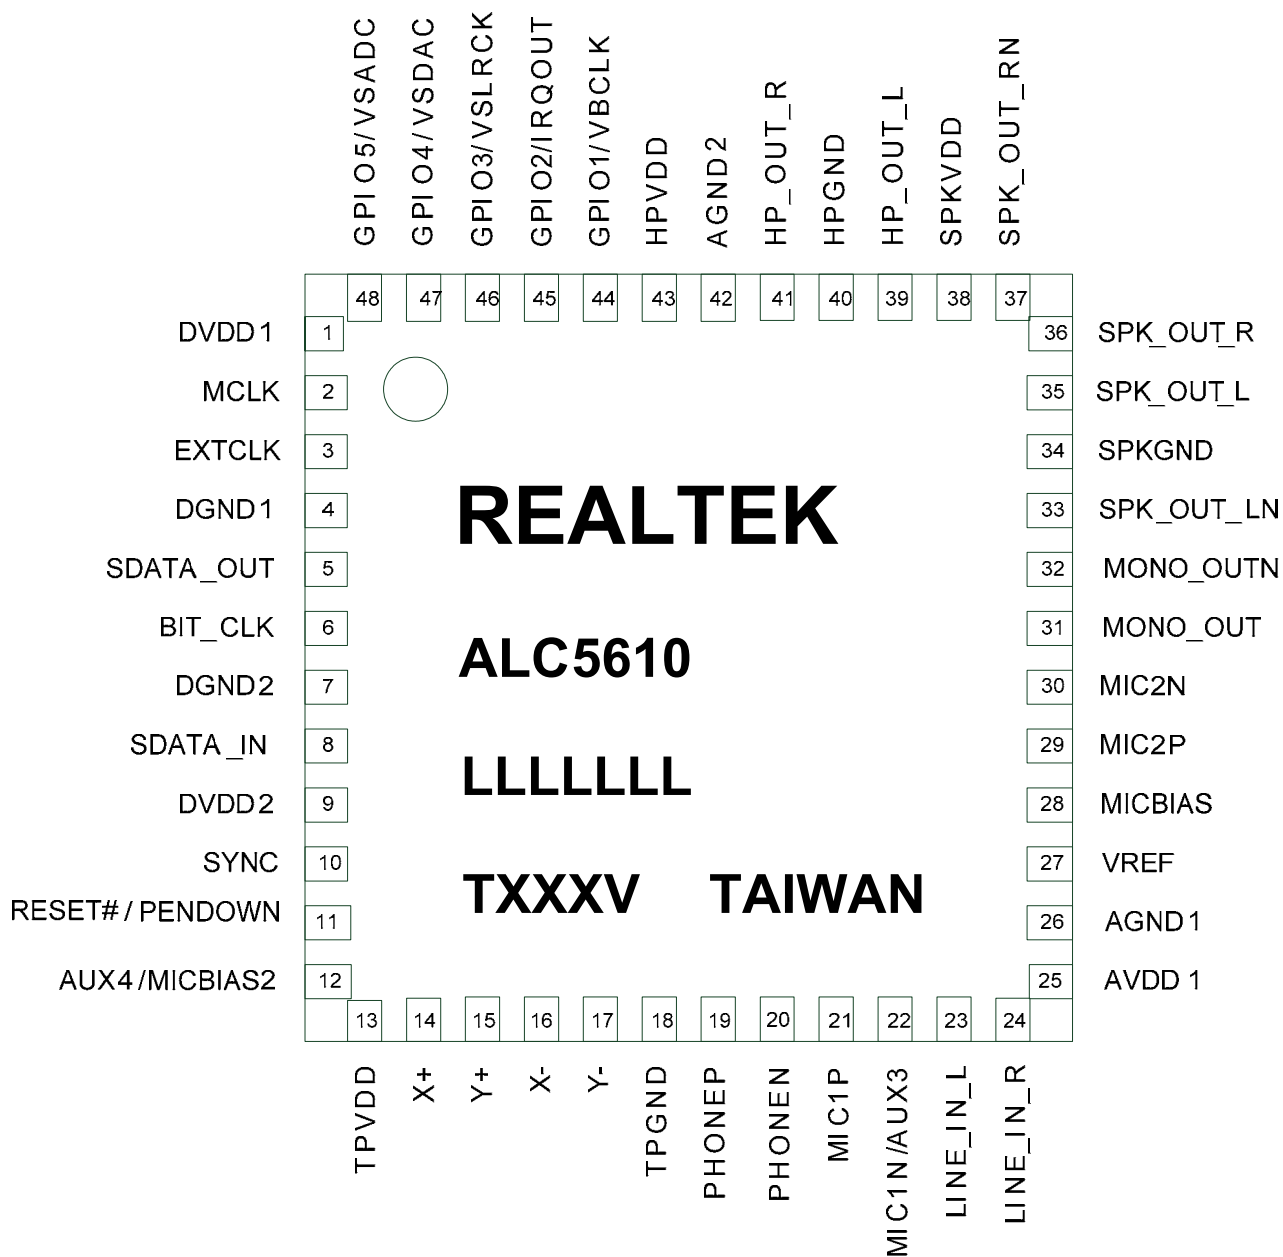 GPIO5/VSADC
GPIO4/VSDAC
GPIO3/VSLRCK
GPIO2/IRQOUT
GPIO1/VBCLK
HPVDD
AGND2
HP_OUT_R
HPGND
HP_OUT_L
SPKVDD
SPK_OUT_RN
48 47 46 45 44 43 42 41 40 39 38 37
DVDD1 1
36 SPK_OUT_R
MCLK 2
35 SPK_OUT_L
EXTCLK 3
34 SPKGND
DGND1 4
33 SPK_OUT_LN
REALTEK
SDATA_OUT 5
32 MONO_OUTN
BIT_CLK 6
31 MONO_OUT
ALC5610
DGND2 7
30 MIC2N
SDATA_IN 8
29 MIC2P
LLLLLLL
DVDD2 9
28 MICBIAS
SYNC 10
27 VREF
TXXXV TAIWAN
RESET#/PENDOWN 11
26 AGND1
AUX4/MICBIAS2 12
25 AVDD1
13 14 15 16 17 18 19 20 21 22 23 24
TPVDD
X+
Y+
X-
Y-
TPGND
PHONEP
PHONEN
MIC1P
MIC1N/AUX3
LINE_IN_L
LINE_IN_R